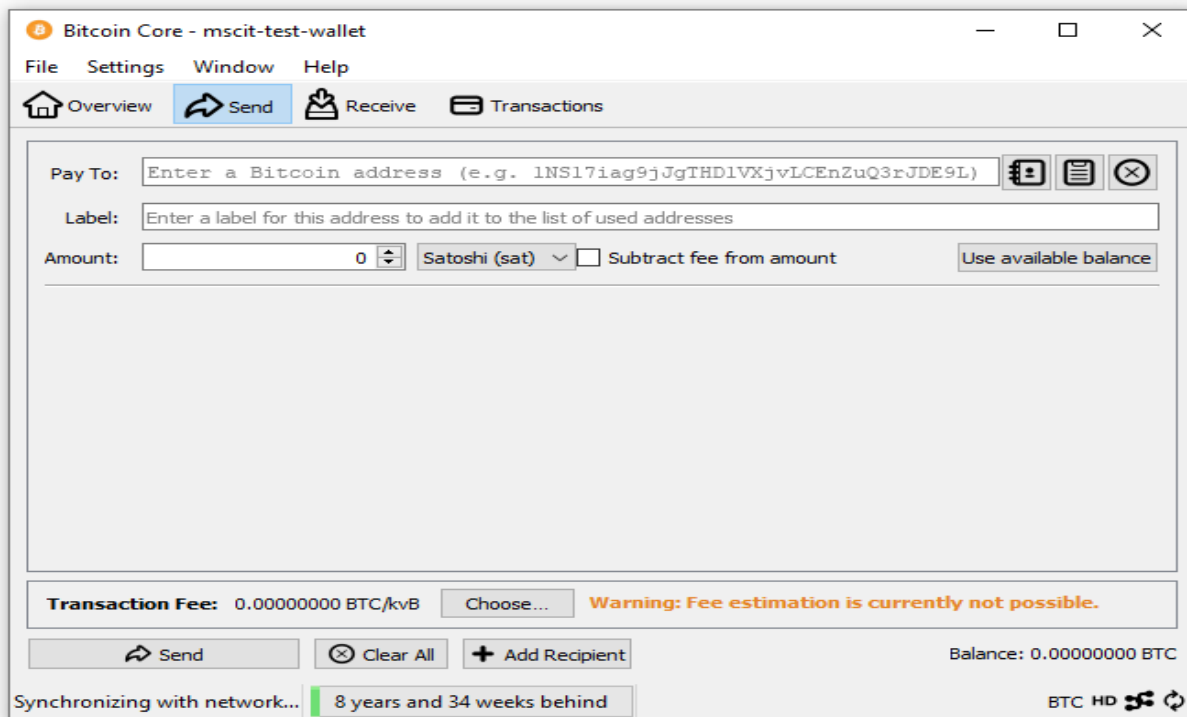 Bitcoin Core - mscit-test-wallet
File Settings Window Help
Overview Send Receive Transactions
Pay To: Enter a Bitcoin address (e.g. 1NS17iag9jJgTHD1VXjvLCEnZuQ3rJDE9L)
Label: Enter a label for this address to add it to the list of used addresses
Amount: 0 Satoshi (sat) Subtract fee from amount Use available balance
Transaction Fee: 0.00000000 BTC/kvB Choose... Warning: Fee estimation is currently not possible.
Send Clear All Add Recipient Balance: 0.00000000 BTC
Synchronizing with network... 8 years and 34 weeks behind BTC HD